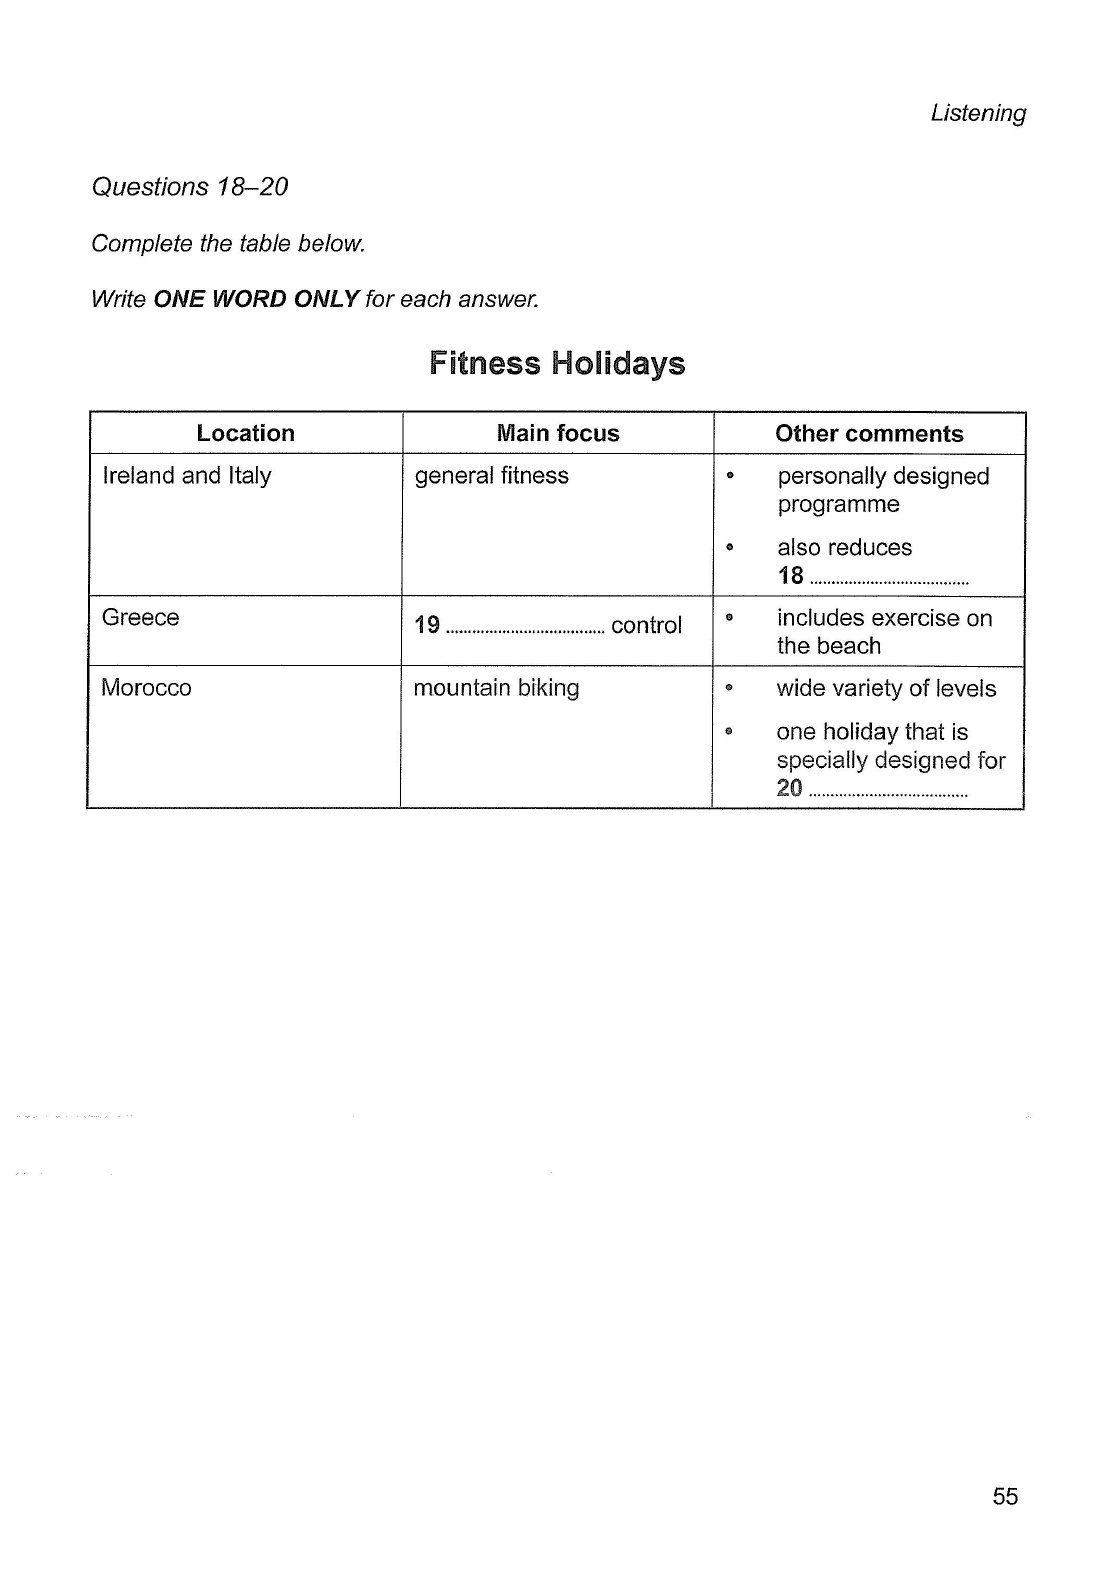 Listening
Questions 18–20
Complete the table below.
Write ONE WORD ONLY for each answer.
Fitness Holidays
Location Main focus Other comments
Ireland and Italy general fitness • personally designed
programme
• also reduces
18 .....................................
Greece 19 ..................................... control • includes exercise on
the beach
Morocco mountain biking • wide variety of levels
• one holiday that is
specially designed for
20 .....................................
55